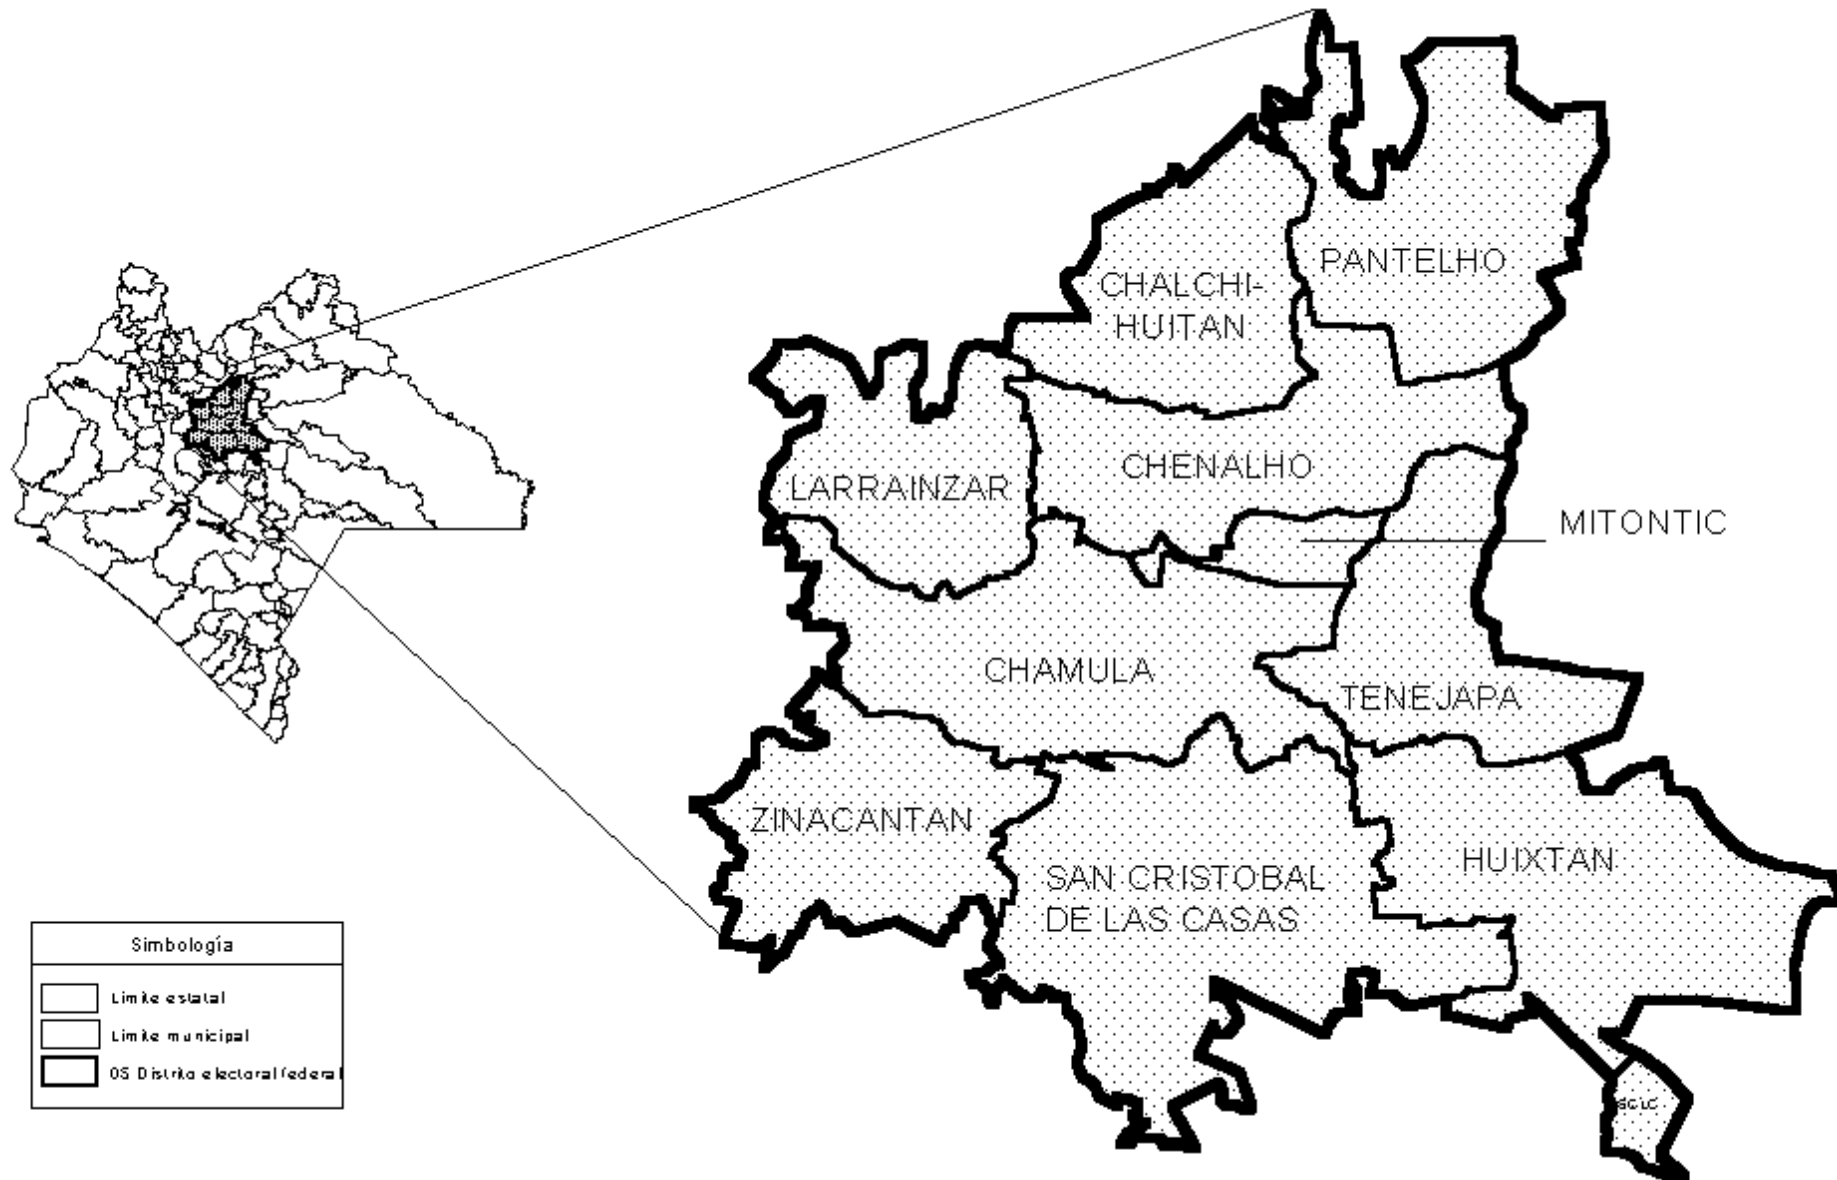 PANTELHO
CHALCHI-
HUITAN
CHENALHO
LARRAINZAR
MITONTIC
CHAMULA
TENEJAPA
ZINACANTAN
HUIXTAN
SAN CRISTOBAL
DE LAS CASAS
SCLC
Simbología
Limite estatal
Limite municipal
05 Distrito electoral federal